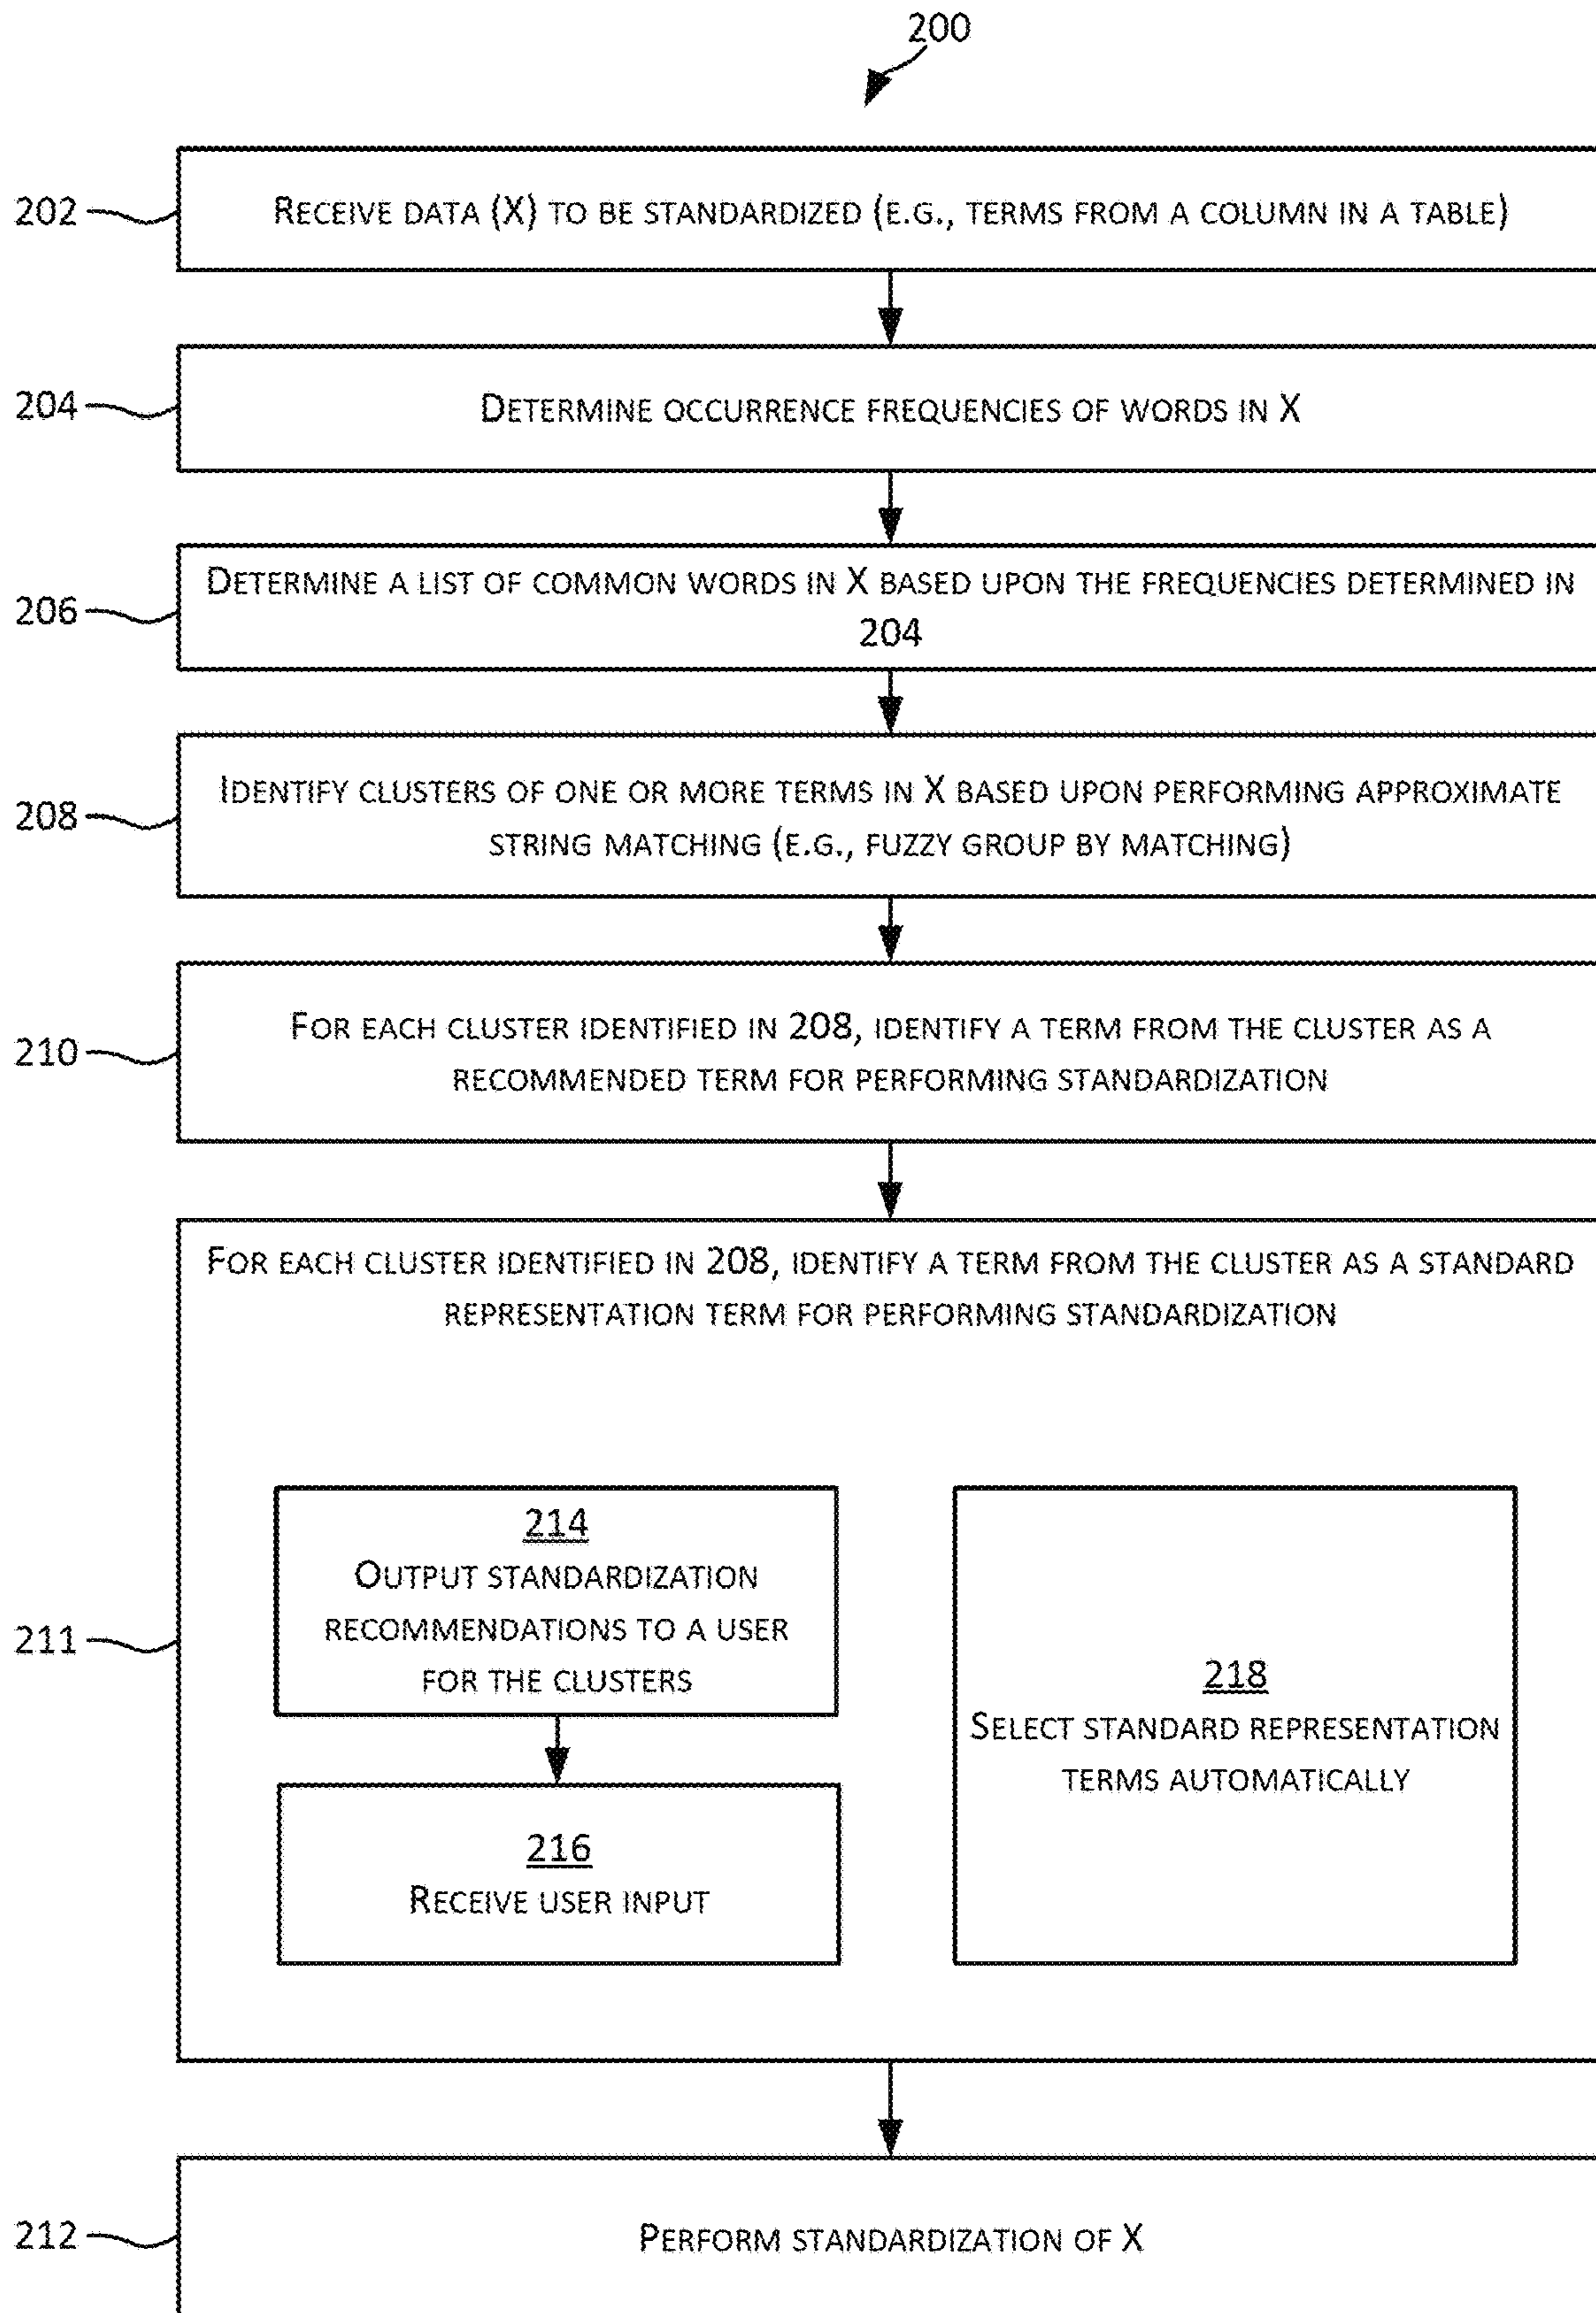 200
202
RECEIVE DATA (X) TO BE STANDARDIZED (E.G., TERMS FROM A COLUMN IN A TABLE)
204
DETERMINE OCCURRENCE FREQUENCIES OF WORDS IN X
206
DETERMINE A LIST OF COMMON WORDS IN X BASED UPON THE FREQUENCIES DETERMINED IN
204
208
IDENTIFY CLUSTERS OF ONE OR MORE TERMS IN X BASED UPON PERFORMING APPROXIMATE
STRING MATCHING (E.G., FUZZY GROUP BY MATCHING)
210
FOR EACH CLUSTER IDENTIFIED IN 208, IDENTIFY A TERM FROM THE CLUSTER AS A
RECOMMENDED TERM FOR PERFORMING STANDARDIZATION
211
FOR EACH CLUSTER IDENTIFIED IN 208, IDENTIFY A TERM FROM THE CLUSTER AS A STANDARD
REPRESENTATION TERM FOR PERFORMING STANDARDIZATION
214
OUTPUT STANDARDIZATION
RECOMMENDATIONS TO A USER
FOR THE CLUSTERS
216
RECEIVE USER INPUT
218
SELECT STANDARD REPRESENTATION
TERMS AUTOMATICALLY
212
PERFORM STANDARDIZATION OF X